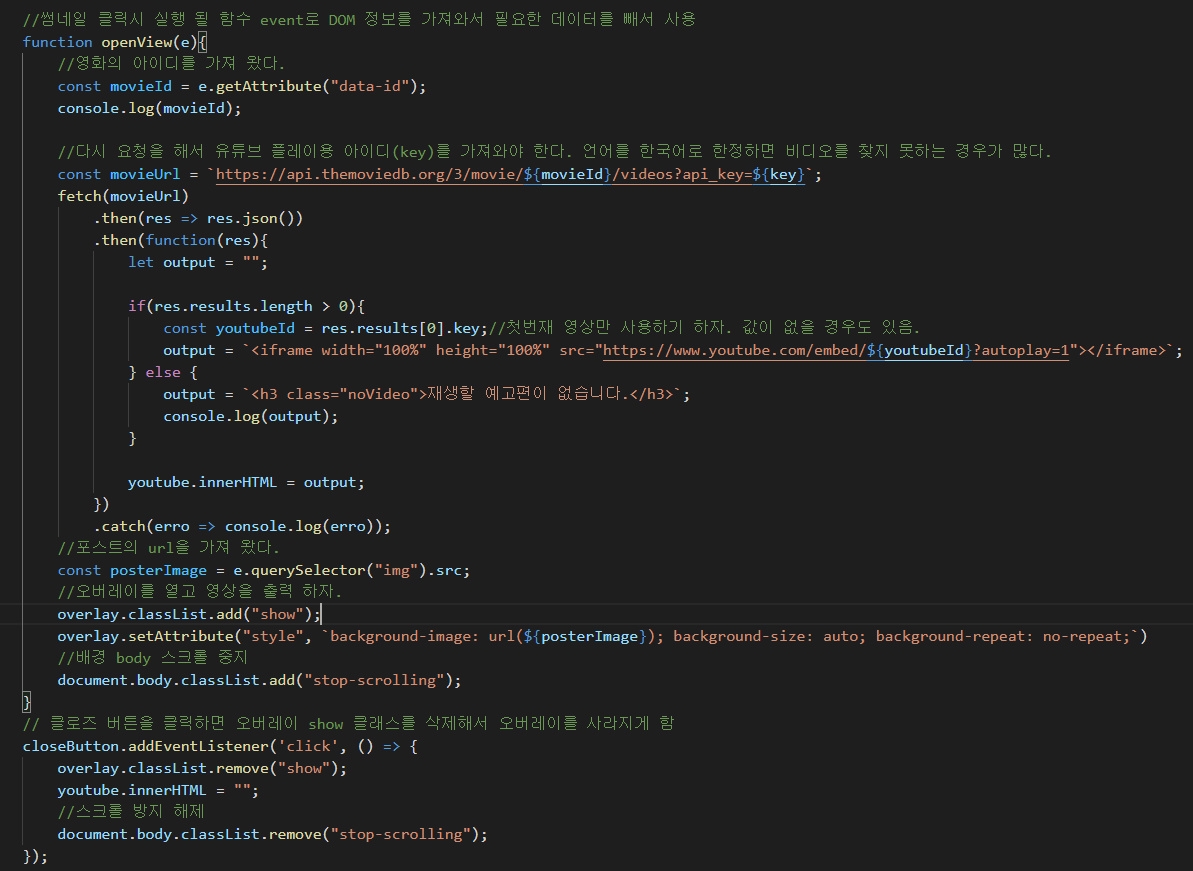 //썸네일 클릭시 실행 될 함수 event로 DOM 정보를 가져와서 필요한 데이터를 빼서 사용
function openView(e){
    //영화의 아이디를 가져 왔다.
    const movieId = e.getAttribute("data-id");
    console.log(movieId);

    //다시 요청을 해서 유튜브 플레이용 아이디(key)를 가져와야 한다. 언어를 한국어로 한정하면 비디오를 찾지 못하는 경우가 많다.
    const movieUrl = `https://api.themoviedb.org/3/movie/${movieId}/videos?api_key=${key}`;
    fetch(movieUrl)
        .then(res => res.json())
        .then(function(res){
            let output = "";

            if(res.results.length > 0){
                const youtubeId = res.results[0].key;//첫번재 영상만 사용하기 하자. 값이 없을 경우도 있음.
                output = `<iframe width="100%" height="100%" src="https://www.youtube.com/embed/${youtubeId}?autoplay=1"></iframe>`;
            } else {
                output = `<h3 class="noVideo">재생할 예고편이 없습니다.</h3>`;
                console.log(output);
            }

            youtube.innerHTML = output;
        })
        .catch(erro => console.log(erro));
    //포스트의 url을 가져 왔다.
    const posterImage = e.querySelector("img").src;
    //오버레이를 열고 영상을 출력 하자.
    overlay.classList.add("show");
    overlay.setAttribute("style", `background-image: url(${posterImage}); background-size: auto; background-repeat: no-repeat;`)
    //배경 body 스크롤 중지
    document.body.classList.add("stop-scrolling");
}
// 클로즈 버튼을 클릭하면 오버레이 show 클래스를 삭제해서 오버레이를 사라지게 함
closeButton.addEventListener('click', () => {
    overlay.classList.remove("show");
    youtube.innerHTML = "";
    //스크롤 방지 해제
    document.body.classList.remove("stop-scrolling");
});